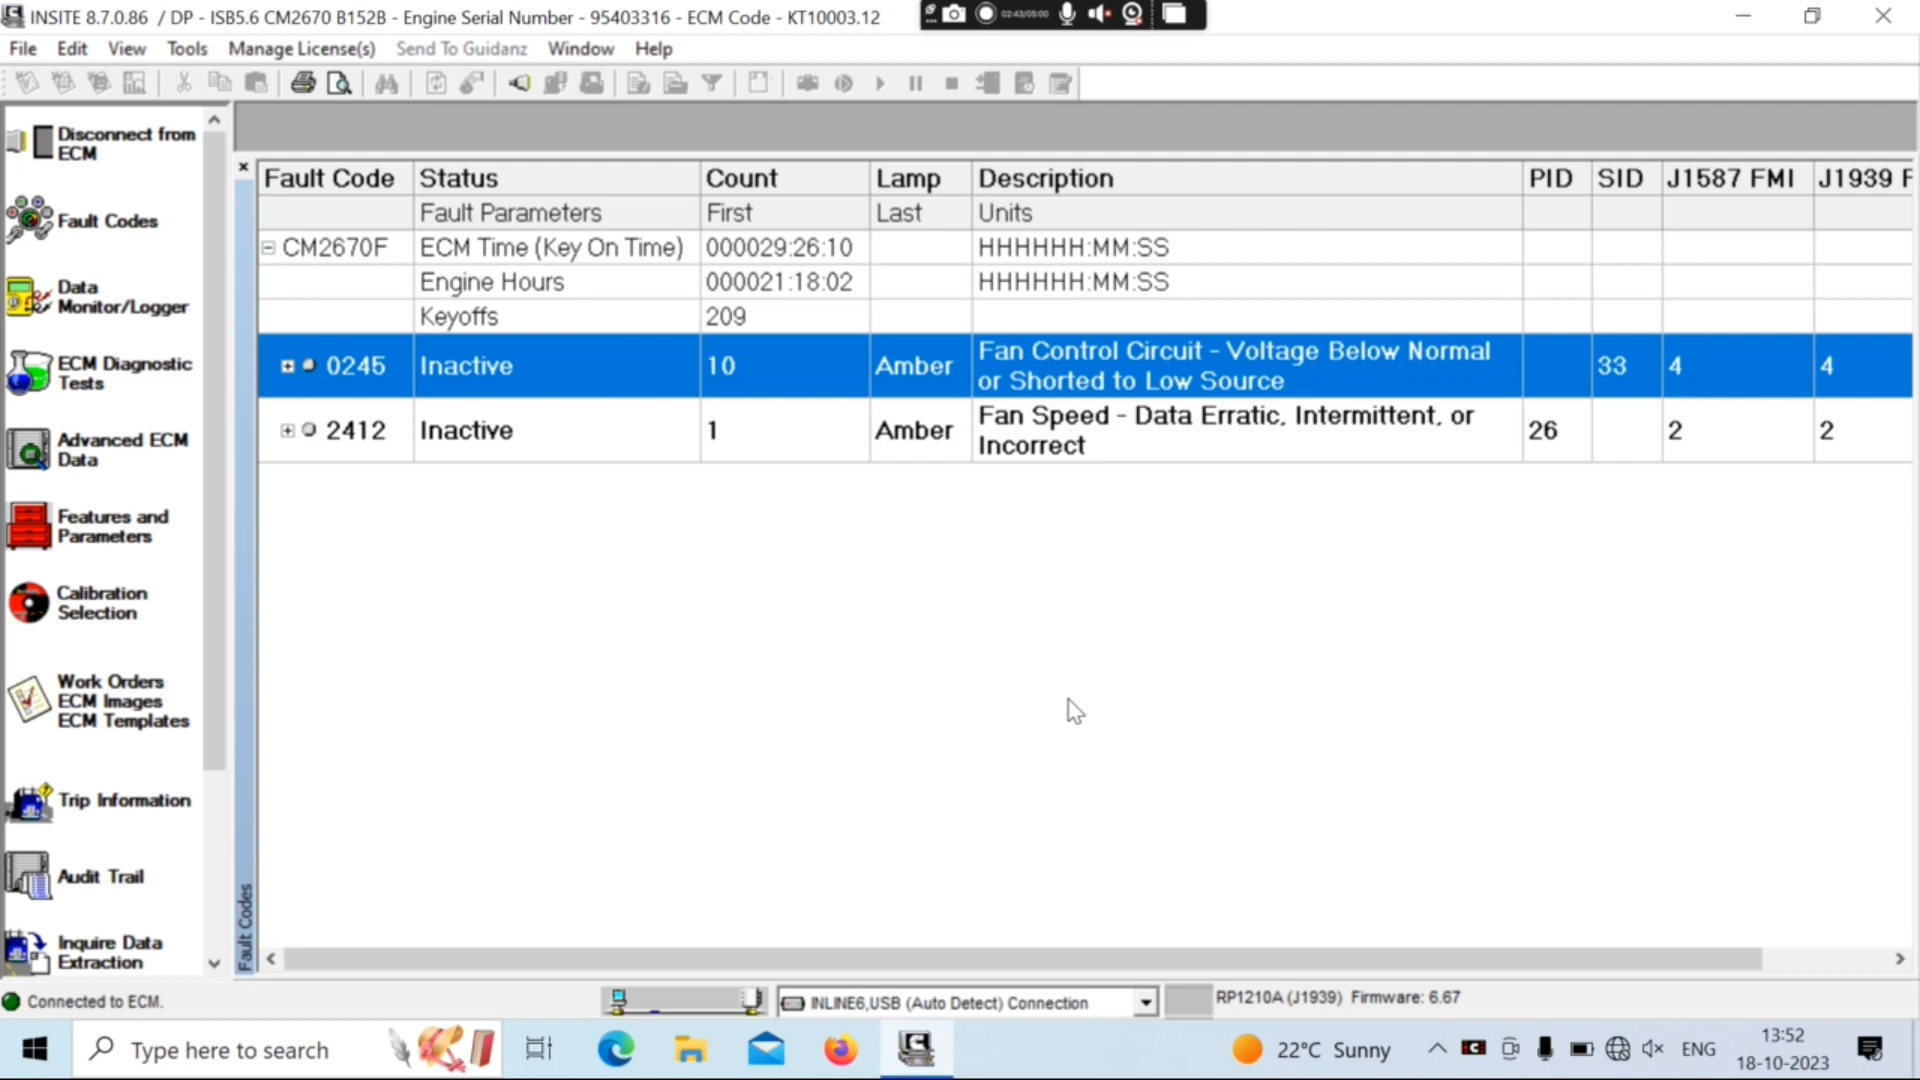 INSITE 8.7.0.86 / DP - ISB5.6 CM2670 B152B - Engine Serial Number - 95403316 - ECM Code - KT10003.12
02:43/05:00
File Edit View Tools Manage License(s) Send To Guidanz Window Help
Disconnect from
ECM
Fault Codes
Data
Monitor/Logger
ECM Diagnostic
Tests
Advanced ECM
Data
Features and
Parameters
Calibration
Selection
Work Orders
ECM Images
ECM Templates
Trip Information
Audit Trail
Inquire Data
Extraction
Fault Codes
Fault Code Status Count Lamp Description PID SID J1587 FMI J1939 F
Fault Parameters First Last Units
CM2670F ECM Time (Key On Time) 000029:26:10 HHHHHH:MM:SS
Engine Hours 000021:18:02 HHHHHH:MM:SS
Keyoffs 209
0245 Inactive 10 Amber Fan Control Circuit - Voltage Below Normal
or Shorted to Low Source 33 4 4
2412 Inactive 1 Amber Fan Speed - Data Erratic, Intermittent, or
Incorrect 26 2 2
Connected to ECM.
INLINE6,USB (Auto Detect) Connection
RP1210A (J1939) Firmware: 6.67
Type here to search
22°C Sunny
ENG
13:52
18-10-2023